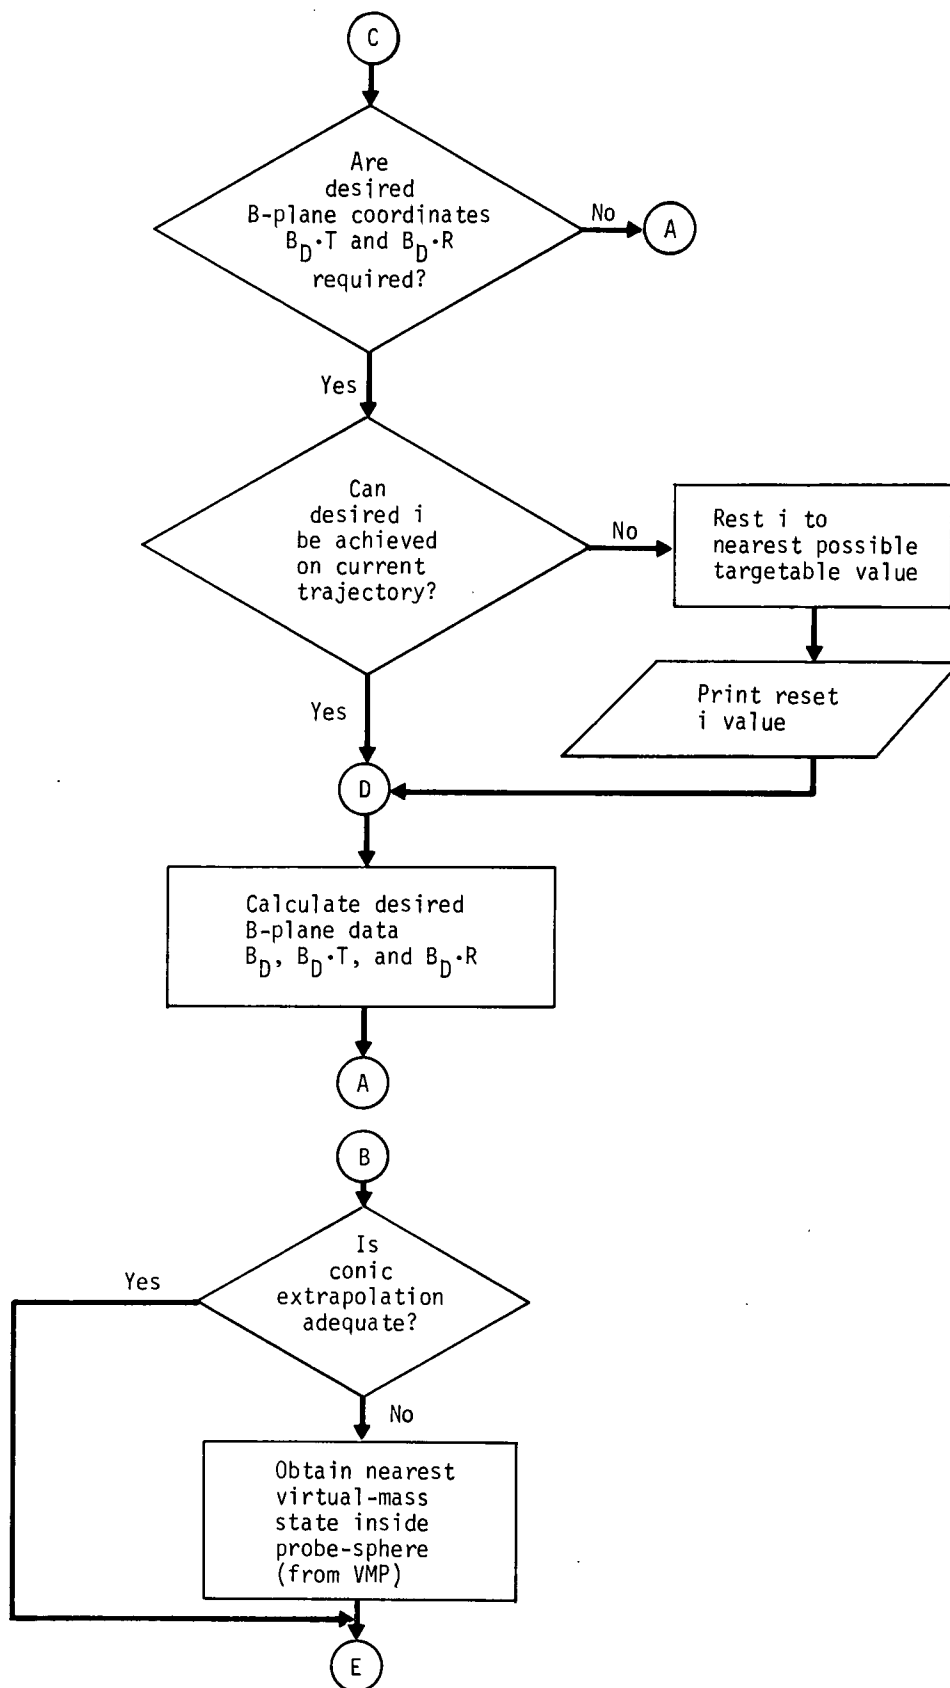 C
Are
desired
B-plane coordinates
B_D·T and B_D·R
required?
No
A
Yes
Can
desired i
be achieved
on current
trajectory?
No
Rest i to
nearest possible
targetable value
Print reset
i value
Yes
D
Calculate desired
B-plane data
B_D, B_D·T, and B_D·R
A
B
Is
conic
extrapolation
adequate?
Yes
No
Obtain nearest
virtual-mass
state inside
probe-sphere
(from VMP)
E